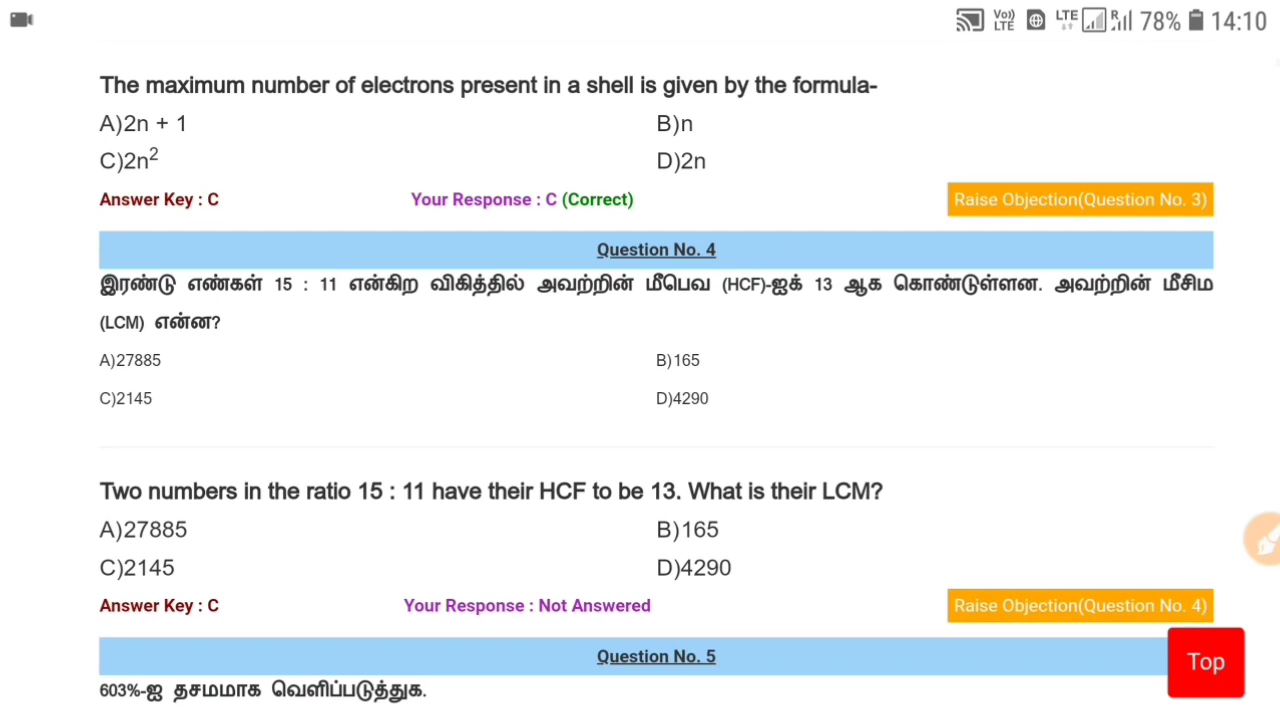 Vo)) LTE LTE R 78% 14:10
The maximum number of electrons present in a shell is given by the formula-
A)2n + 1 B)n
C)2n² D)2n
Answer Key : C Your Response : C (Correct) Raise Objection(Question No. 3)
Question No. 4
இரண்டு எண்கள் 15 : 11 என்கிற விகித்தில் அவற்றின் மீபெவ (HCF)-ஐக் 13 ஆக கொண்டுள்ளன. அவற்றின் மீசிம
(LCM) என்ன?
A)27885 B)165
C)2145 D)4290
Two numbers in the ratio 15 : 11 have their HCF to be 13. What is their LCM?
A)27885 B)165
C)2145 D)4290
Answer Key : C Your Response : Not Answered Raise Objection(Question No. 4)
Question No. 5
Top
603%-ஐ தசமமாக வெளிப்படுத்துக.